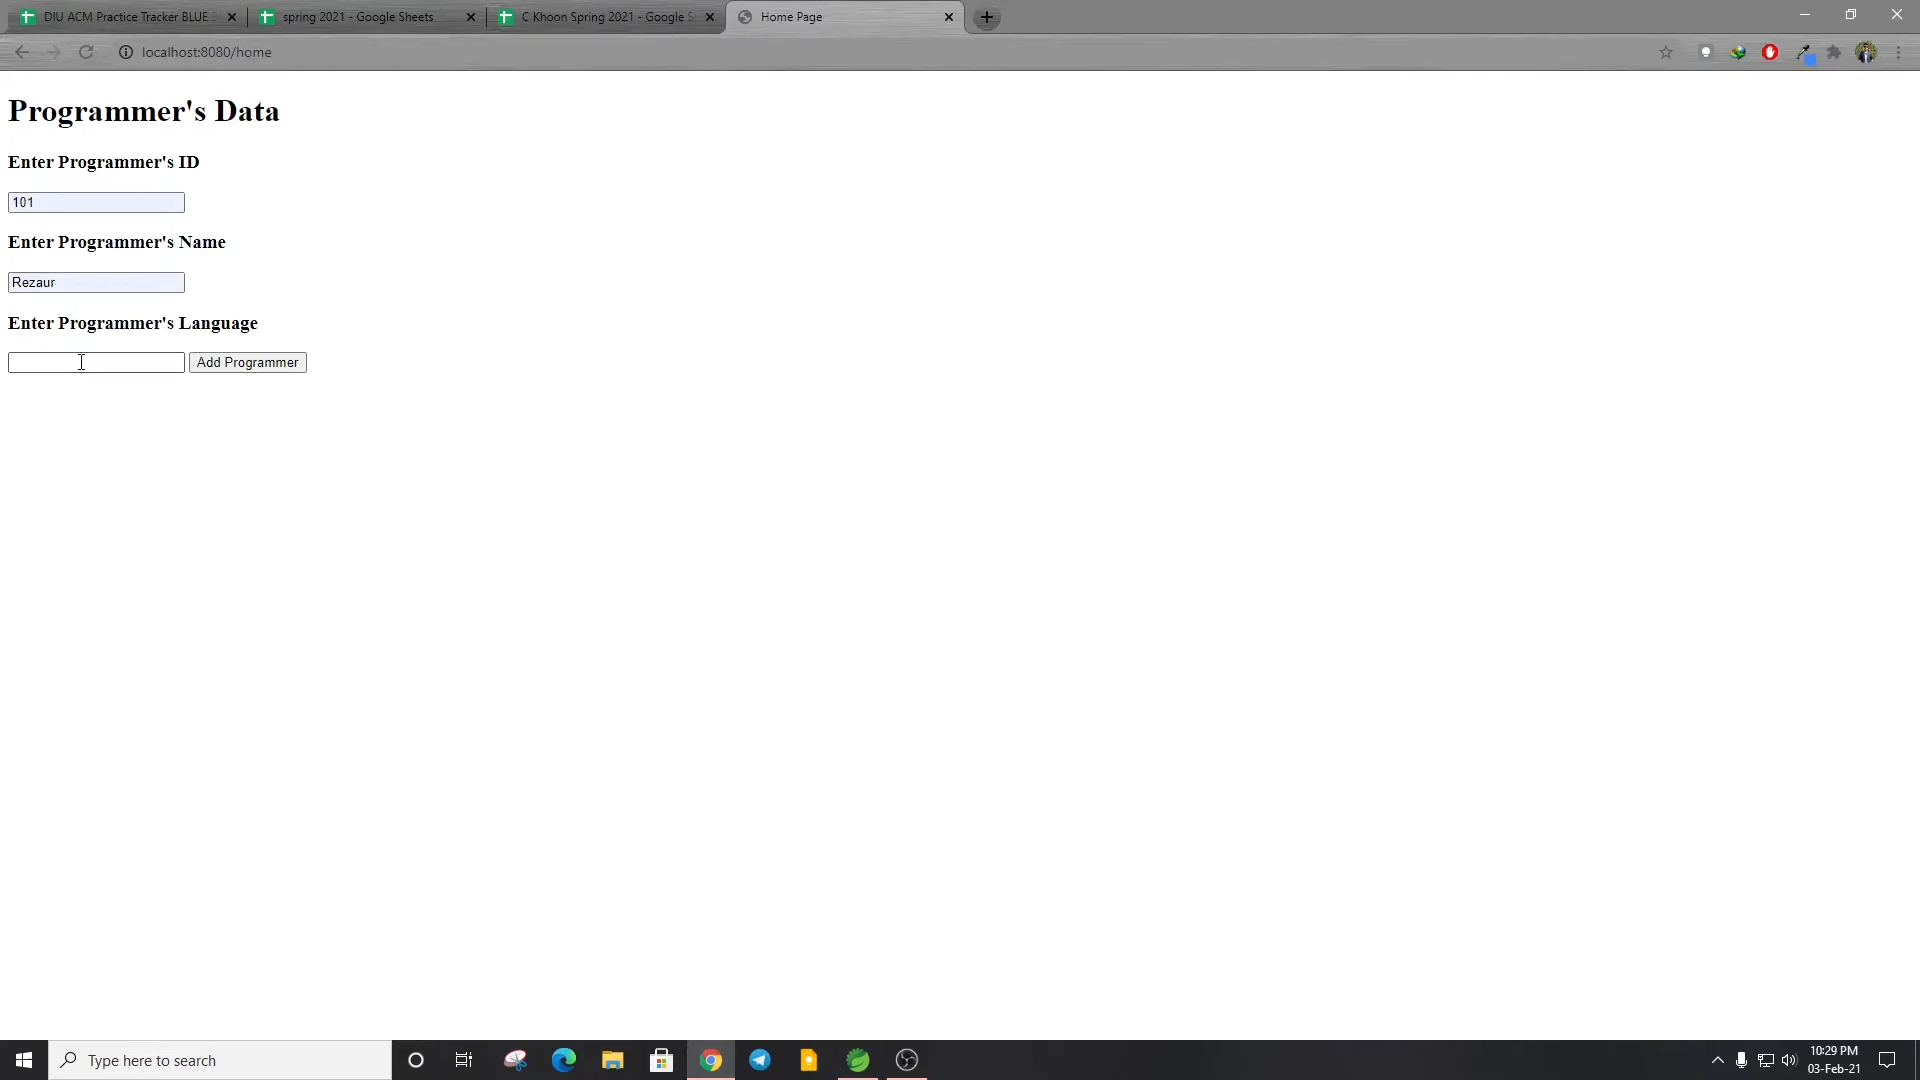 DIU ACM Practice Tracker BLUE
spring 2021 - Google Sheets
C Khoon Spring 2021 - Google S
Home Page
localhost:8080/home
Programmer's Data
Enter Programmer's ID
101
Enter Programmer's Name
Rezaur
Enter Programmer's Language
Add Programmer
Type here to search
10:29 PM
03-Feb-21